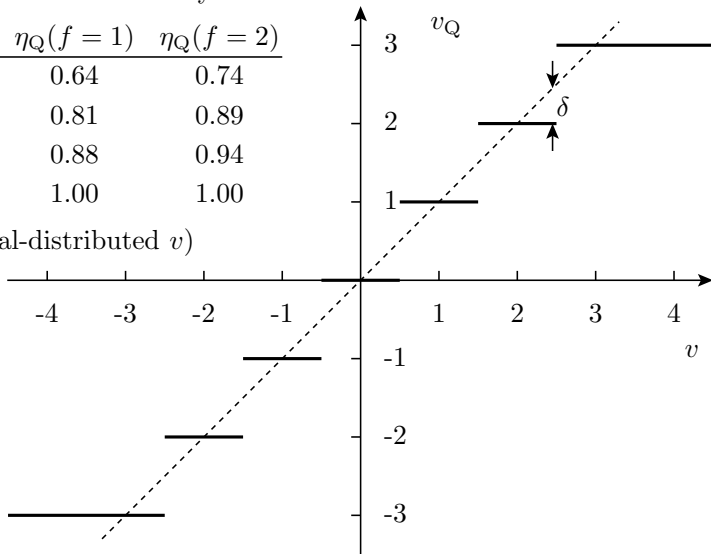 η_Q(f = 1) η_Q(f = 2)
0.64 0.74
0.81 0.89
0.88 0.94
1.00 1.00
al-distributed v)
v_Q
3
2
δ
1
-4 -3 -2 -1 1 2 3 4
v
-1
-2
-3